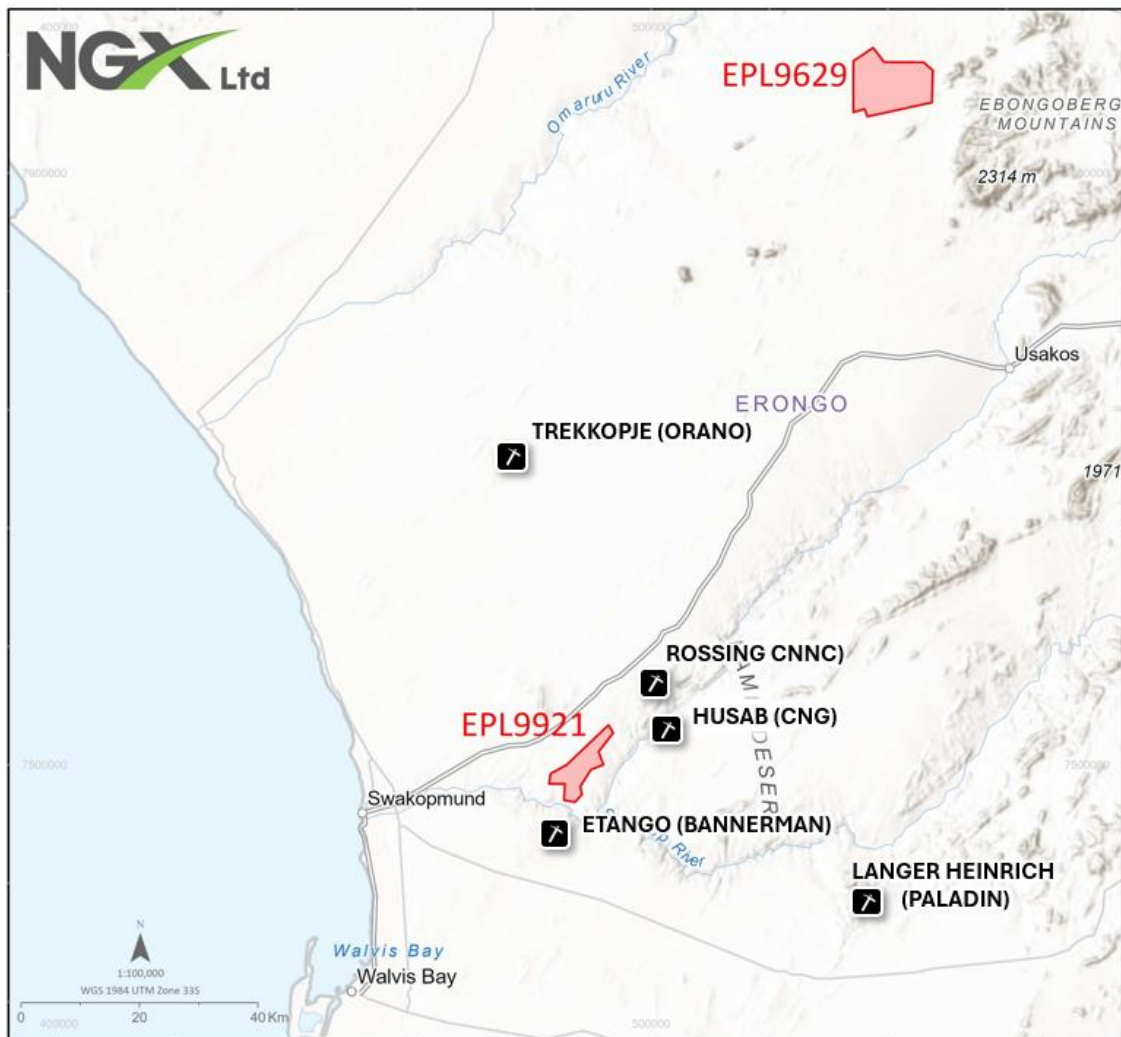 NGX Ltd
400000
500000
EPL9629
Omaruru River
EBONGOBERG
MOUNTAINS
7600000
2314 m
Usakos
ERONGO
TREKKOPJE (ORANO)
1971
ROSSING CNNC)
HUSAB (CNG)
EPL9921
7500000
7500000
DESER
Swakopmund
ETANGO (BANNERMAN)
River
LANGER HEINRICH
(PALADIN)
N
Walvis Bay
Walvis Bay
1:100,000
WGS 1984 UTM Zone 33S
0 20 40 Km
400000
500000